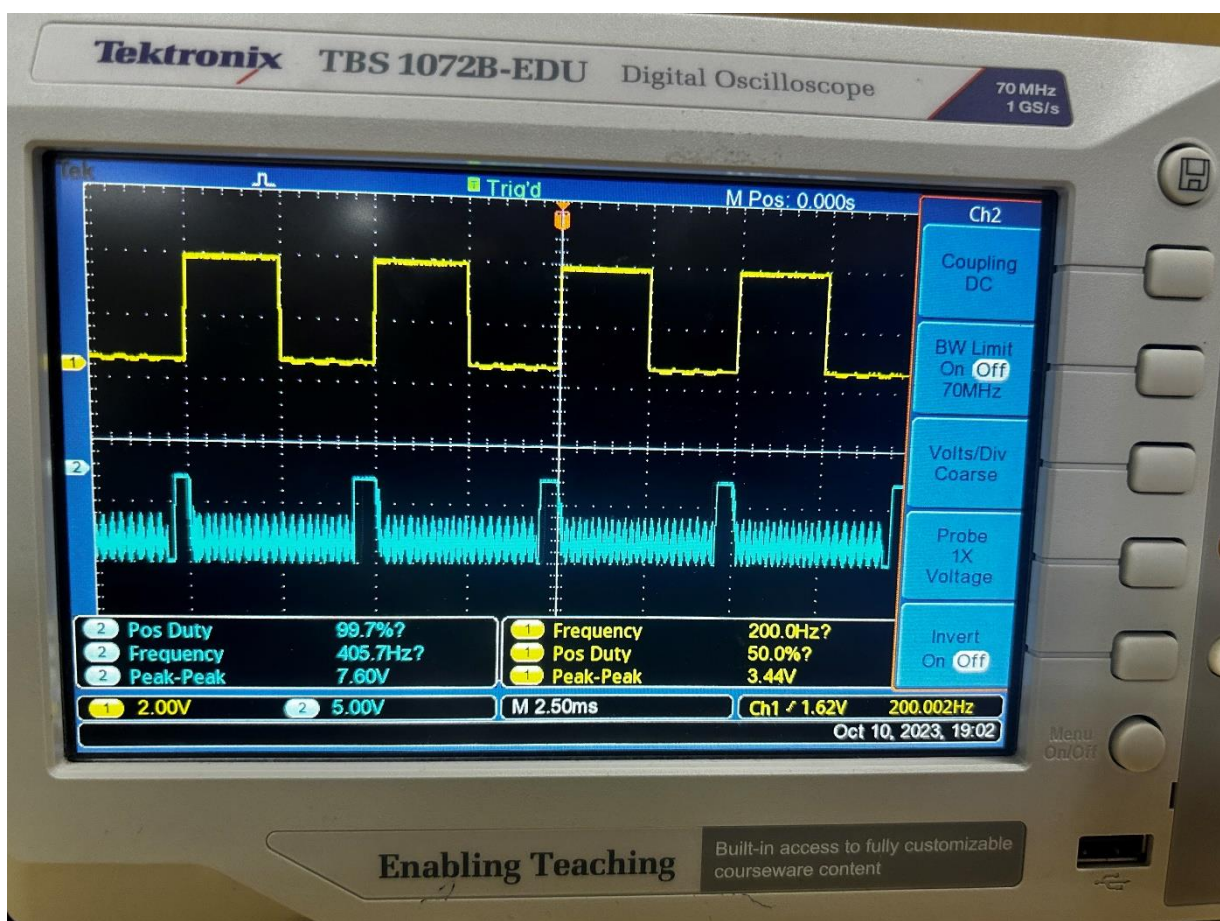 Tektronix TBS 1072B-EDU Digital Oscilloscope
70 MHz
1 GS/s
Tek
Trig'd
M Pos: 0.000s
Ch2
Coupling
DC
BW Limit
On Off
70MHz
Volts/Div
Coarse
Probe
1X
Voltage
Invert
On Off
1
2
2 Pos Duty 99.7%?
2 Frequency 405.7Hz?
2 Peak-Peak 7.60V
1 Frequency 200.0Hz?
1 Pos Duty 50.0%?
1 Peak-Peak 3.44V
1 2.00V 2 5.00V M 2.50ms Ch1 1.62V 200.002Hz
Oct 10, 2023, 19:02
Menu
On/Off
Enabling Teaching
Built-in access to fully customizable
courseware content